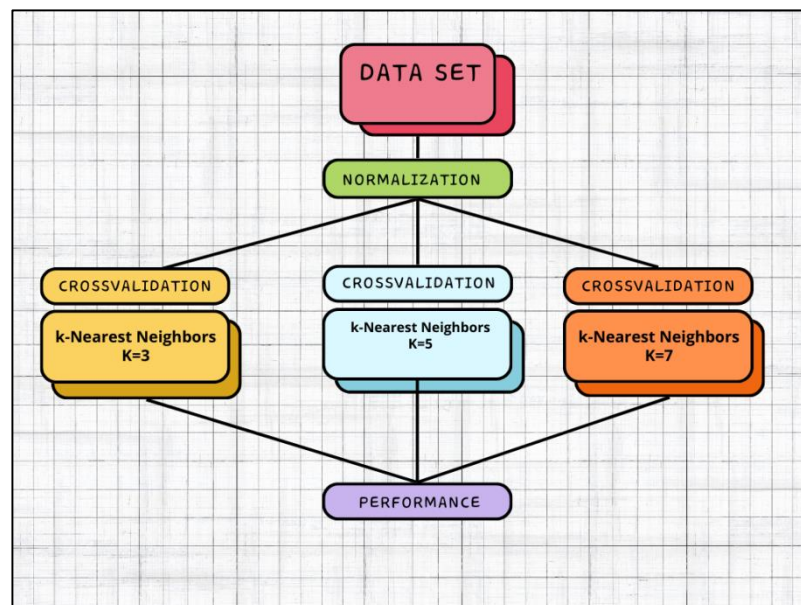 DATA SET
NORMALIZATION
CROSSVALIDATION
k-Nearest Neighbors
K=3
CROSSVALIDATION
k-Nearest Neighbors
K=5
CROSSVALIDATION
k-Nearest Neighbors
K=7
PERFORMANCE